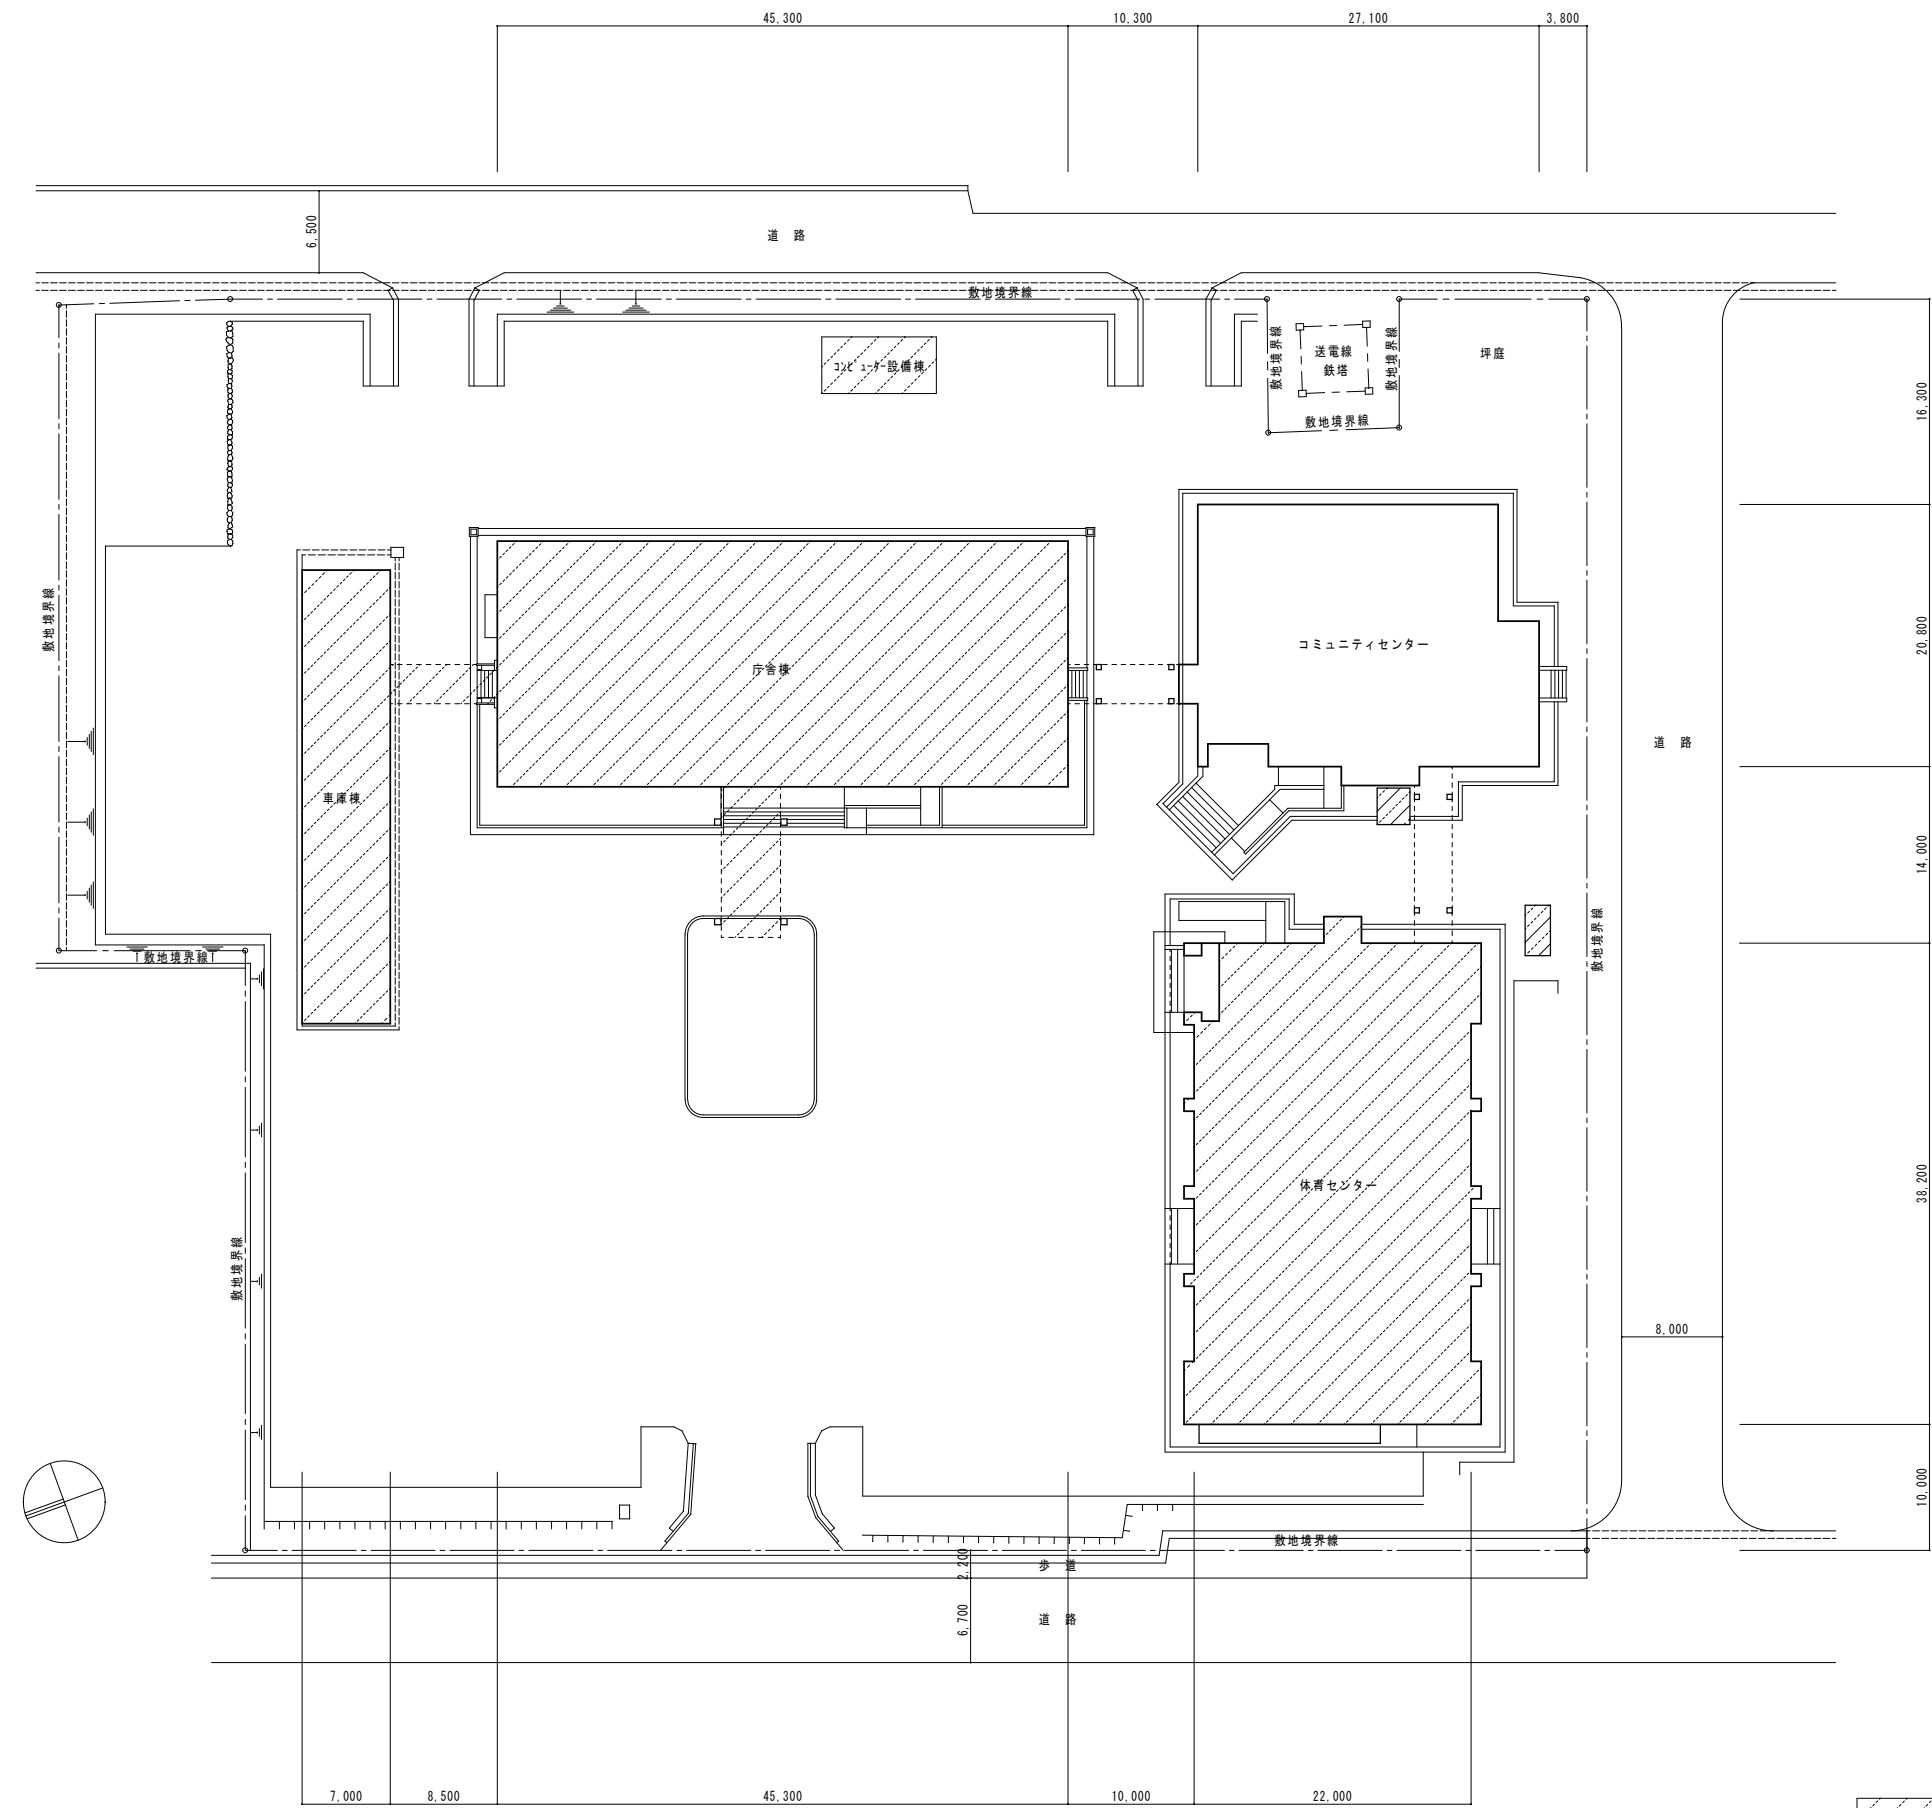 45,300
10,300
27,100
3,800
6,500
道 路
敷地境界線
敷地境界線
送電線
鉄塔
敷地境界線
坪庭
コンピューター設備棟
敷地境界線
16,300
敷地境界線
庁舎棟
コミュニティセンター
20,800
道 路
車庫棟
14,000
敷地境界線
敷地境界線
体育センター
38,200
敷地境界線
8,000
10,000
敷地境界線
2,200
歩 道
6,700
道 路
7,000
8,500
45,300
10,000
22,000